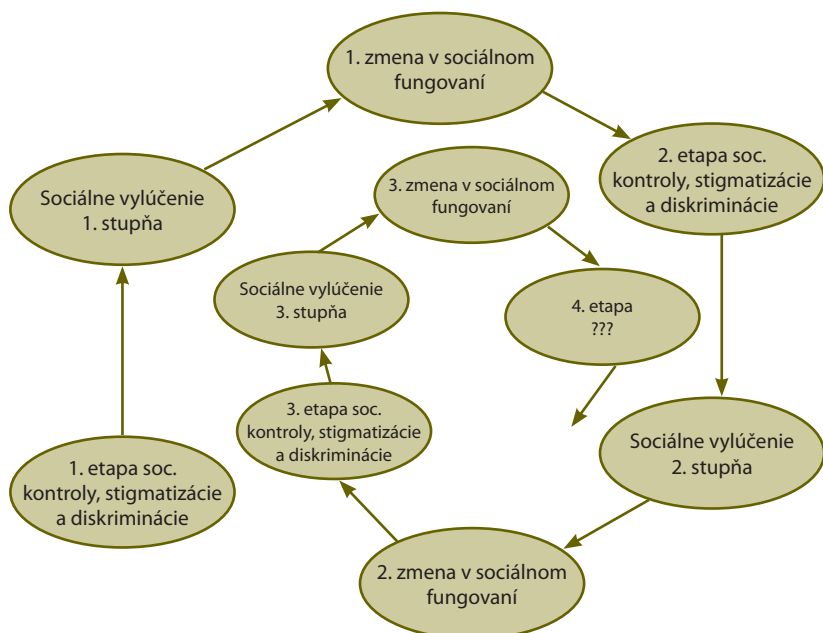 1. zmena v sociálnom
fungovaní
2. etapa soc.
kontroly, stigmatizácie
a diskriminácie
Sociálne vylúčenie
1. stupňa
3. zmena v sociálnom
fungovaní
Sociálne vylúčenie
3. stupňa
4. etapa
???
3. etapa soc.
kontroly, stigmatizácie
a diskriminácie
Sociálne vylúčenie
2. stupňa
1. etapa soc.
kontroly, stigmatizácie
a diskriminácie
2. zmena v sociálnom
fungovaní